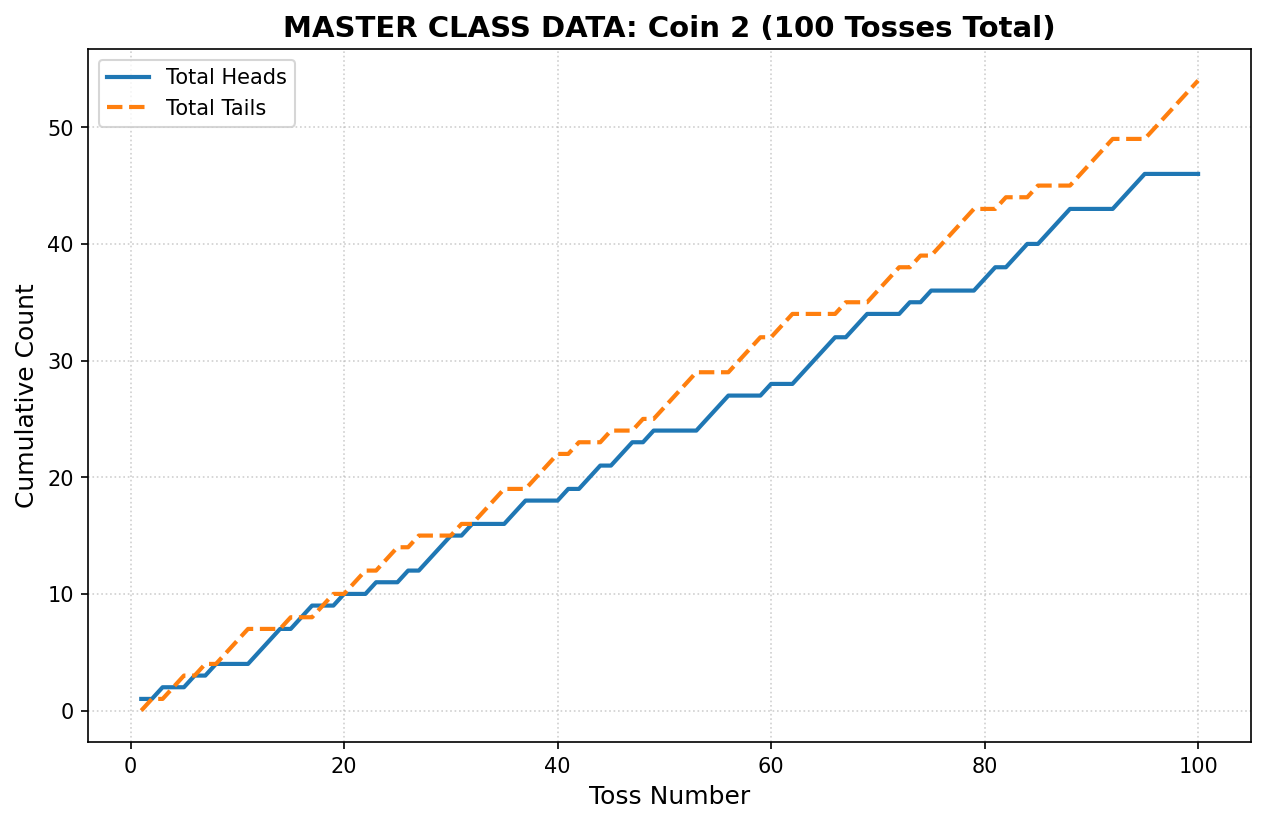 MASTER CLASS DATA: Coin 2 (100 Tosses Total)
Total Heads
Total Tails
50
40
30
20
10
0
Cumulative Count
0 20 40 60 80 100
Toss Number